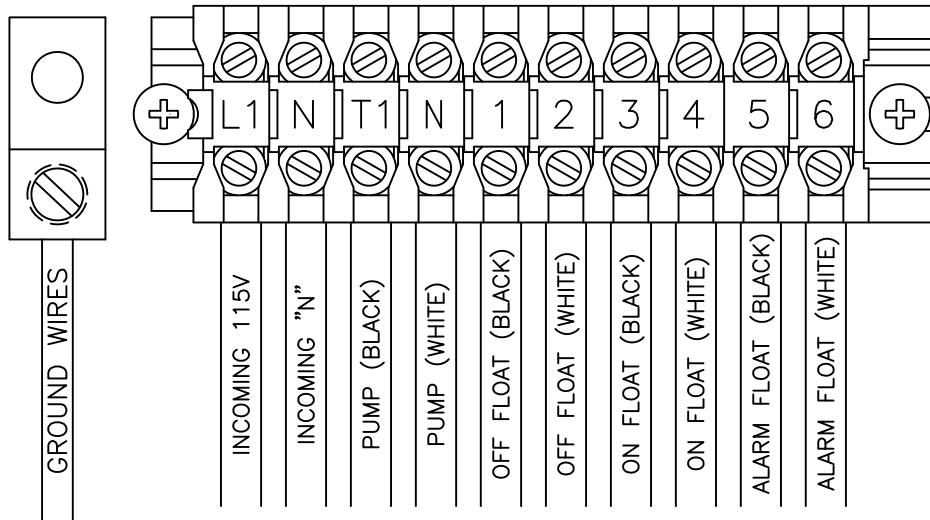 L1 N T1 N 1 2 3 4 5 6
GROUND WIRES
INCOMING 115V
INCOMING "N"
PUMP (BLACK)
PUMP (WHITE)
OFF FLOAT (BLACK)
OFF FLOAT (WHITE)
ON FLOAT (BLACK)
ON FLOAT (WHITE)
ALARM FLOAT (BLACK)
ALARM FLOAT (WHITE)